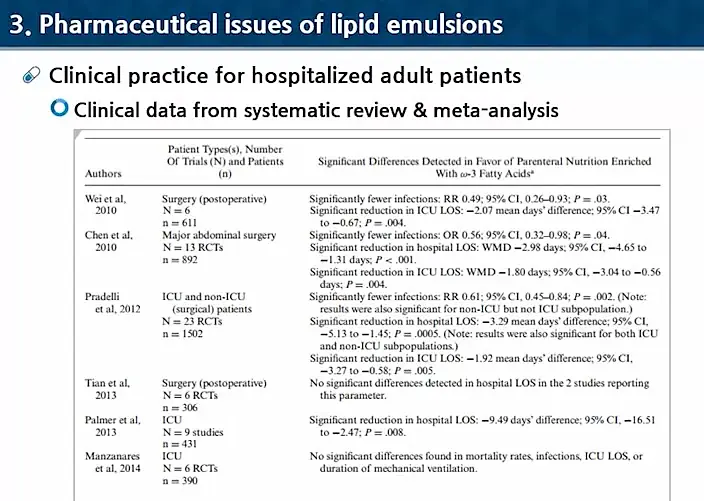 3. Pharmaceutical issues of lipid emulsions
Clinical practice for hospitalized adult patients
Clinical data from systematic review & meta-analysis
Authors
Patient Types(s), Number
Of Trials (N) and Patients
(n)
Significant Differences Detected in Favor of Parenteral Nutrition Enriched
With ω-3 Fatty Acidsᵃ
Wei et al,
2010
Surgery (postoperative)
N = 6
n = 611
Significantly fewer infections: RR 0.49; 95% CI, 0.26–0.93; P = .03.
Significant reduction in ICU LOS: −2.07 mean days' difference; 95% CI −3.47
to −0.67; P = .004.
Chen et al,
2010
Major abdominal surgery
N = 13 RCTs
n = 892
Significantly fewer infections: OR 0.56; 95% CI, 0.32–0.98; P = .04.
Significant reduction in hospital LOS: WMD −2.98 days; 95% CI, −4.65 to
−1.31 days; P < .001.
Significant reduction in ICU LOS: WMD −1.80 days; 95% CI, −3.04 to −0.56
days; P = .004.
Pradelli
et al, 2012
ICU and non-ICU
(surgical) patients
N = 23 RCTs
n = 1502
Significantly fewer infections: RR 0.61; 95% CI, 0.45–0.84; P = .002. (Note:
results were also significant for non-ICU but not ICU subpopulation.)
Significant reduction in hospital LOS: −3.29 mean days' difference; 95% CI,
−5.13 to −1.45; P = .0005. (Note: results were also significant for both ICU
and non-ICU subpopulations.)
Significant reduction in ICU LOS: −1.92 mean days' difference; 95% CI,
−3.27 to −0.58; P = .005.
Tian et al,
2013
Surgery (postoperative)
N = 6 RCTs
n = 306
No significant differences detected in hospital LOS in the 2 studies reporting
this parameter.
Palmer et al,
2013
ICU
N = 9 studies
n = 431
Significant reduction in hospital LOS: −9.49 days' difference; 95% CI, −16.51
to −2.47; P = .008.
Manzanares
et al, 2014
ICU
N = 6 RCTs
n = 390
No significant differences found in mortality rates, infections, ICU LOS, or
duration of mechanical ventilation.